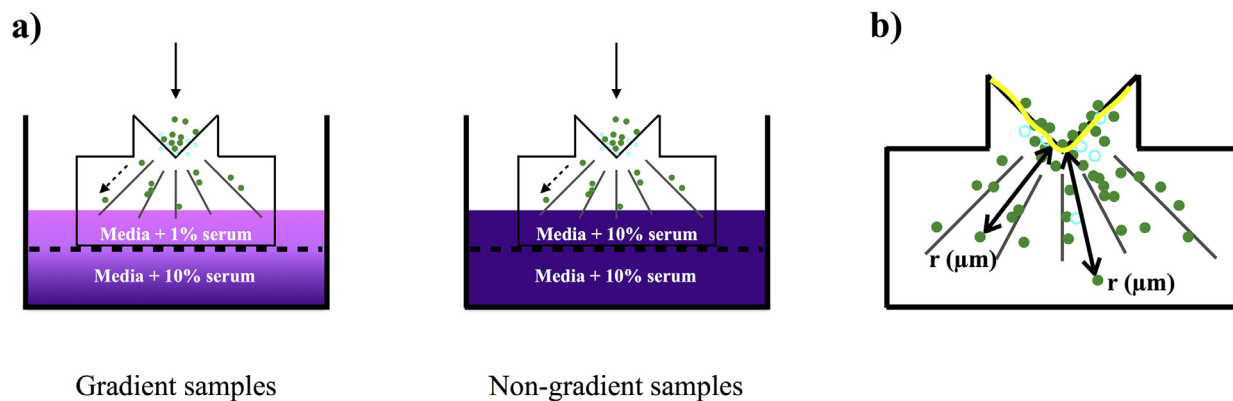 a)
Media + 1% serum
Media + 10% serum
Gradient samples
Media + 10% serum
Media + 10% serum
Non-gradient samples
b)
r (µm)
r (µm)